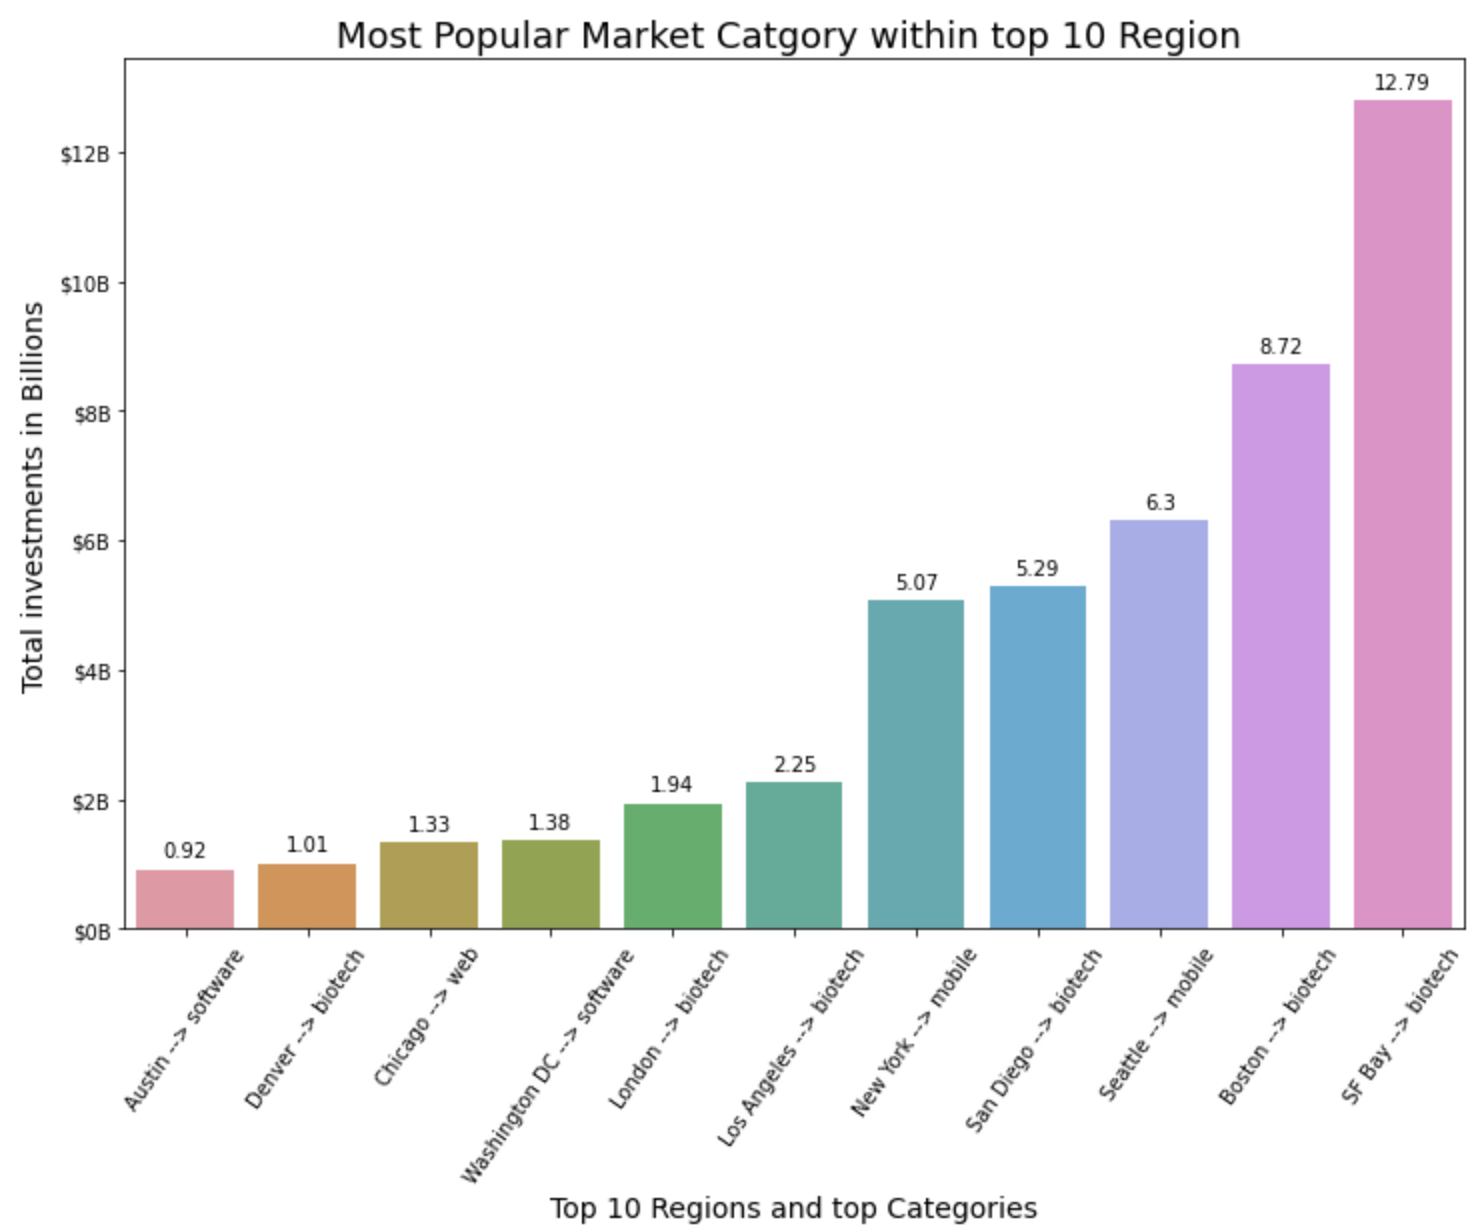 Most Popular Market Catgory within top 10 Region
Total investments in Billions
$12B
$10B
$8B
$6B
$4B
$2B
$0B
0.92
1.01
1.33
1.38
1.94
2.25
5.07
5.29
6.3
8.72
12.79
Austin --> software
Denver --> biotech
Chicago --> web
Washington DC --> software
London --> biotech
Los Angeles --> biotech
New York --> mobile
San Diego --> biotech
Seattle --> mobile
Boston --> biotech
SF Bay --> biotech
Top 10 Regions and top Categories